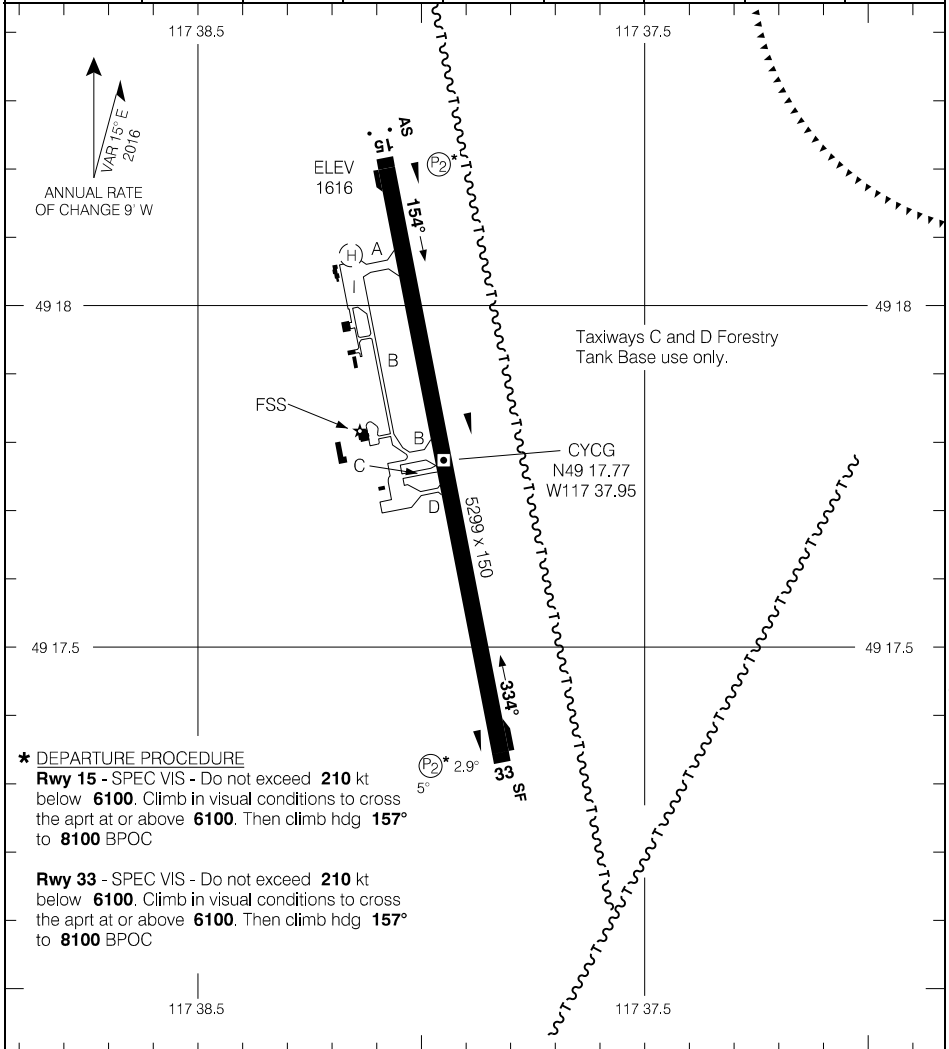 117 38.5
117 37.5
VAR 15° E
2016
ANNUAL RATE
OF CHANGE 9' W
AS
15
P2 *
ELEV
1616
154°
H
A
I
49 18
49 18
Taxiways C and D Forestry
Tank Base use only.
B
FSS
B
C
CYCG
N49 17.77
W117 37.95
D
5299 x 150
49 17.5
49 17.5
334°
P2 * 2.9°
5°
33
SF
* DEPARTURE PROCEDURE
Rwy 15 - SPEC VIS - Do not exceed 210 kt
below 6100. Climb in visual conditions to cross
the aprt at or above 6100. Then climb hdg 157°
to 8100 BPOC
Rwy 33 - SPEC VIS - Do not exceed 210 kt
below 6100. Climb in visual conditions to cross
the aprt at or above 6100. Then climb hdg 157°
to 8100 BPOC
117 38.5
117 37.5